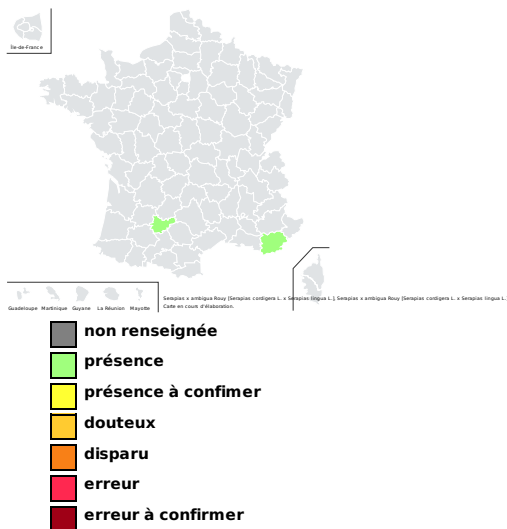 Île-de-France
Guadeloupe Martinique Guyane La Réunion Mayotte
Serapias x ambigua Rouy [Serapias cordigera L. x Serapias lingua L.], Serapias x ambigua Rouy [Serapias cordigera L. x Serapias lingua L.
Carte en cours d'élaboration.
non renseignée
présence
présence à confimer
douteux
disparu
erreur
erreur à confirmer